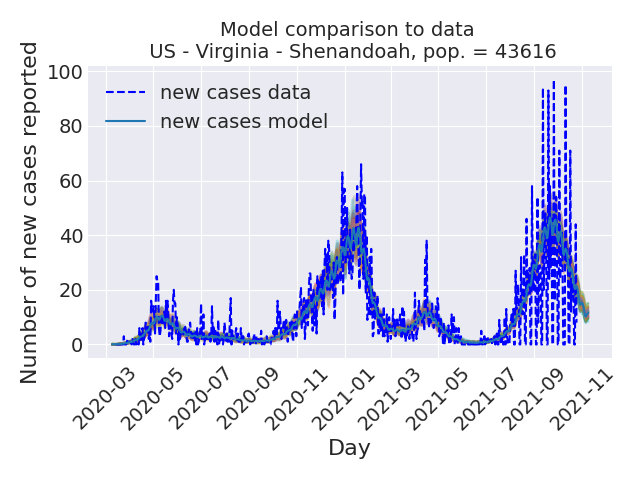 Model comparison to data
US - Virginia - Shenandoah, pop. = 43616
Number of new cases reported
100
80
60
40
20
0
new cases data
new cases model
2020-03
2020-05
2020-07
2020-09
2020-11
2021-01
2021-03
2021-05
2021-07
2021-09
2021-11
Day